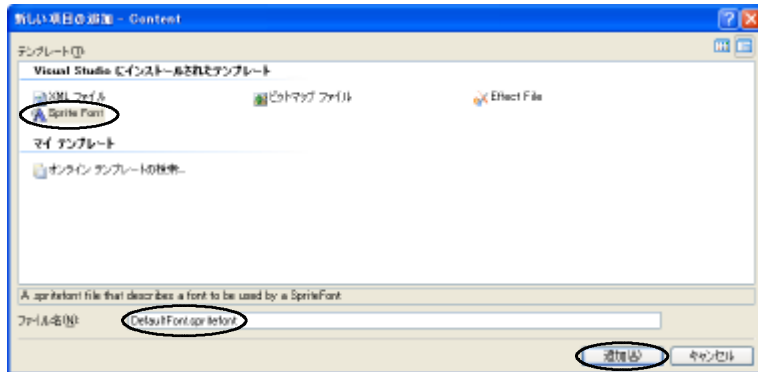 新しい項目の追加 - Content
テンプレート(T):
Visual Studio にインストールされたテンプレート
XML ファイル
ビットマップ ファイル
Effect File
Sprite Font
マイ テンプレート
オンライン テンプレートの検索...
A spritefont file that describes a font to be used by a SpriteFont
ファイル名(N):
DefaultFont.spritefont
追加(A)
キャンセル